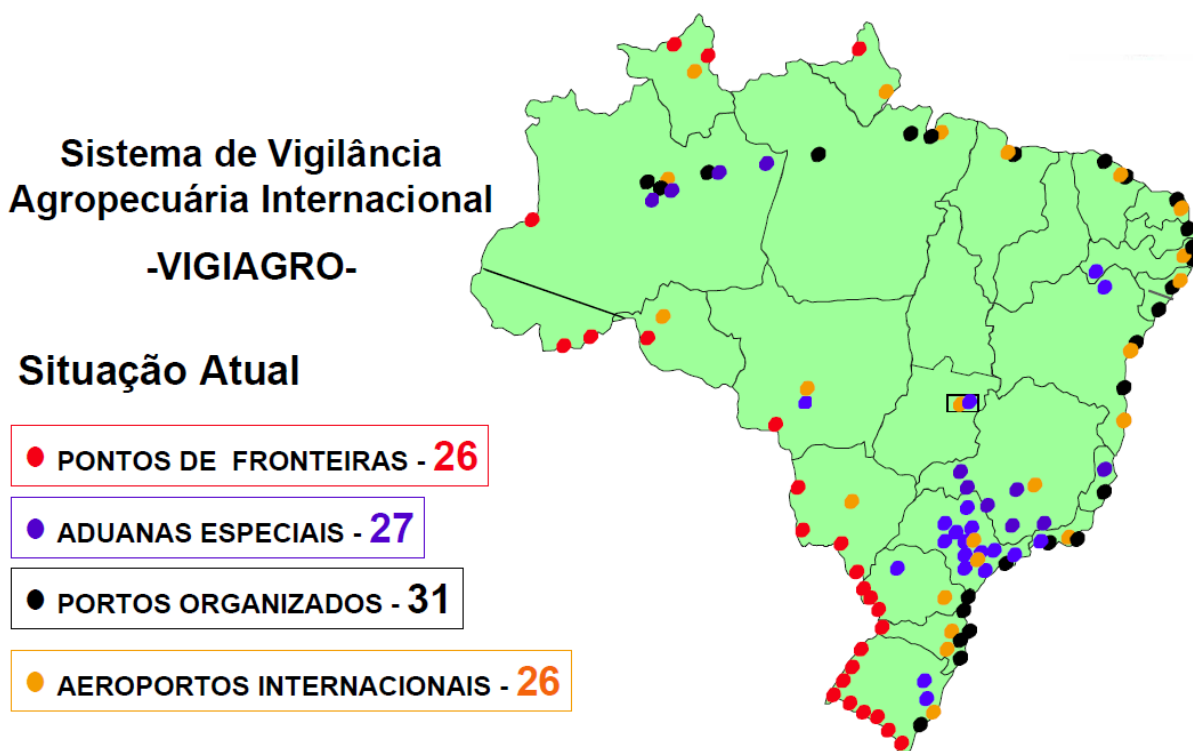 Sistema de Vigilância
Agropecuária Internacional
-VIGIAGRO-
Situação Atual
PONTOS DE FRONTEIRAS - 26
ADUANAS ESPECIAIS - 27
PORTOS ORGANIZADOS - 31
AEROPORTOS INTERNACIONAIS - 26